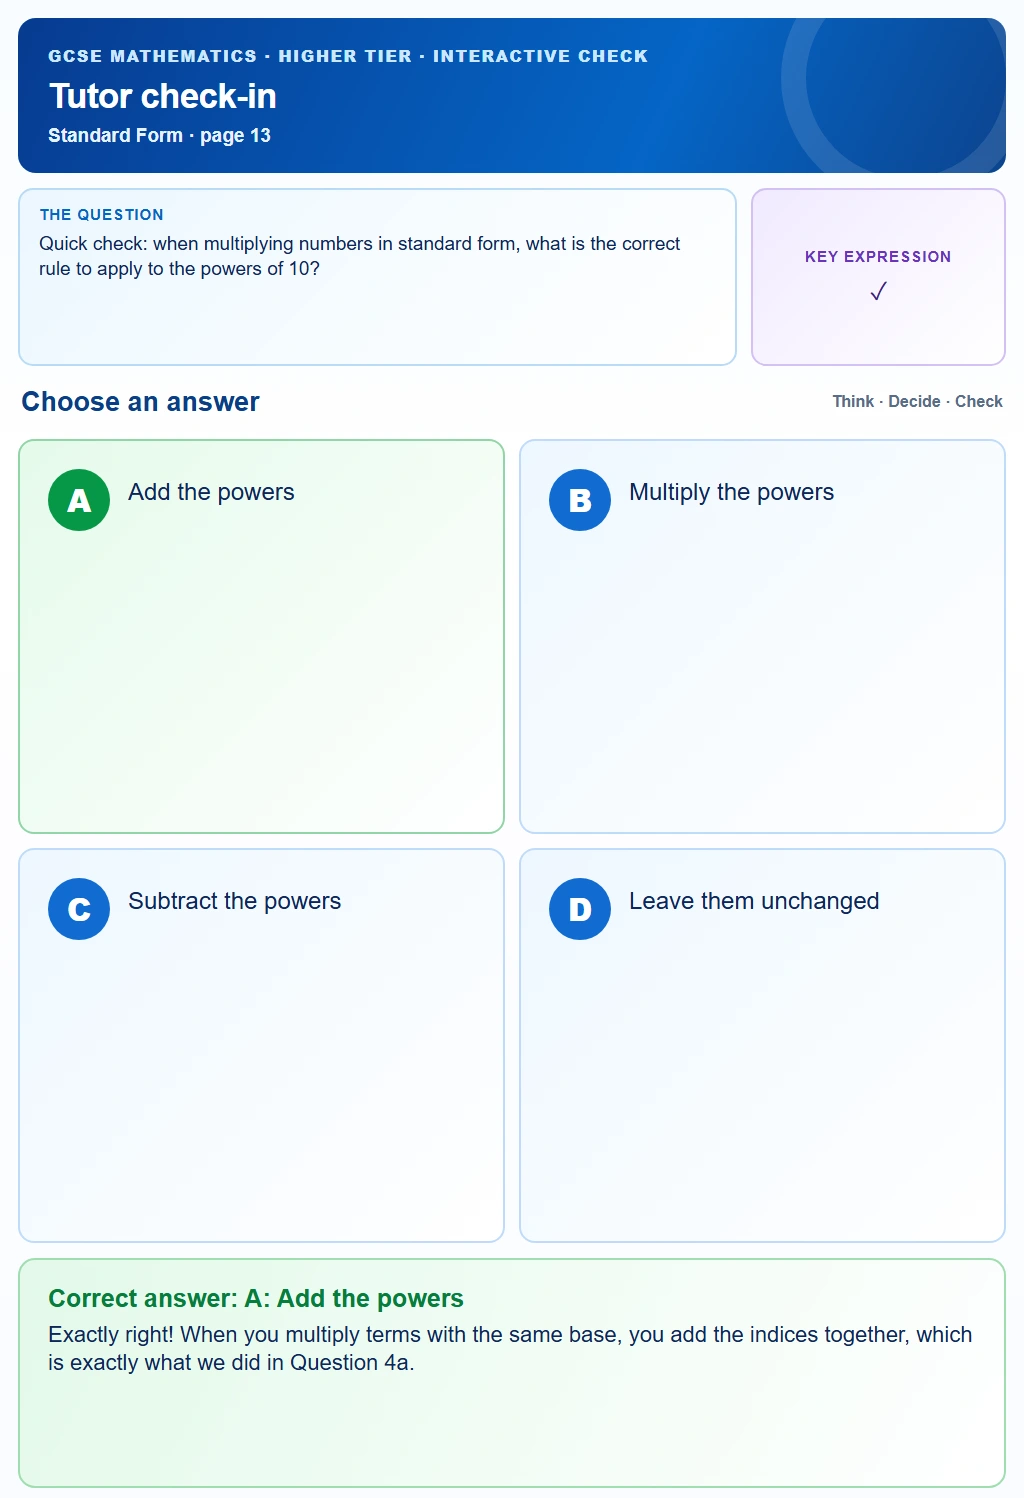 GCSE MATHEMATICS · HIGHER TIER · INTERACTIVE CHECK
Tutor check-in
Standard Form · page 13
THE QUESTION
Quick check: when multiplying numbers in standard form, what is the correct
rule to apply to the powers of 10?
KEY EXPRESSION
✓
Choose an answer
Think · Decide · Check
A Add the powers
B Multiply the powers
C Subtract the powers
D Leave them unchanged
Correct answer: A: Add the powers
Exactly right! When you multiply terms with the same base, you add the indices together, which
is exactly what we did in Question 4a.